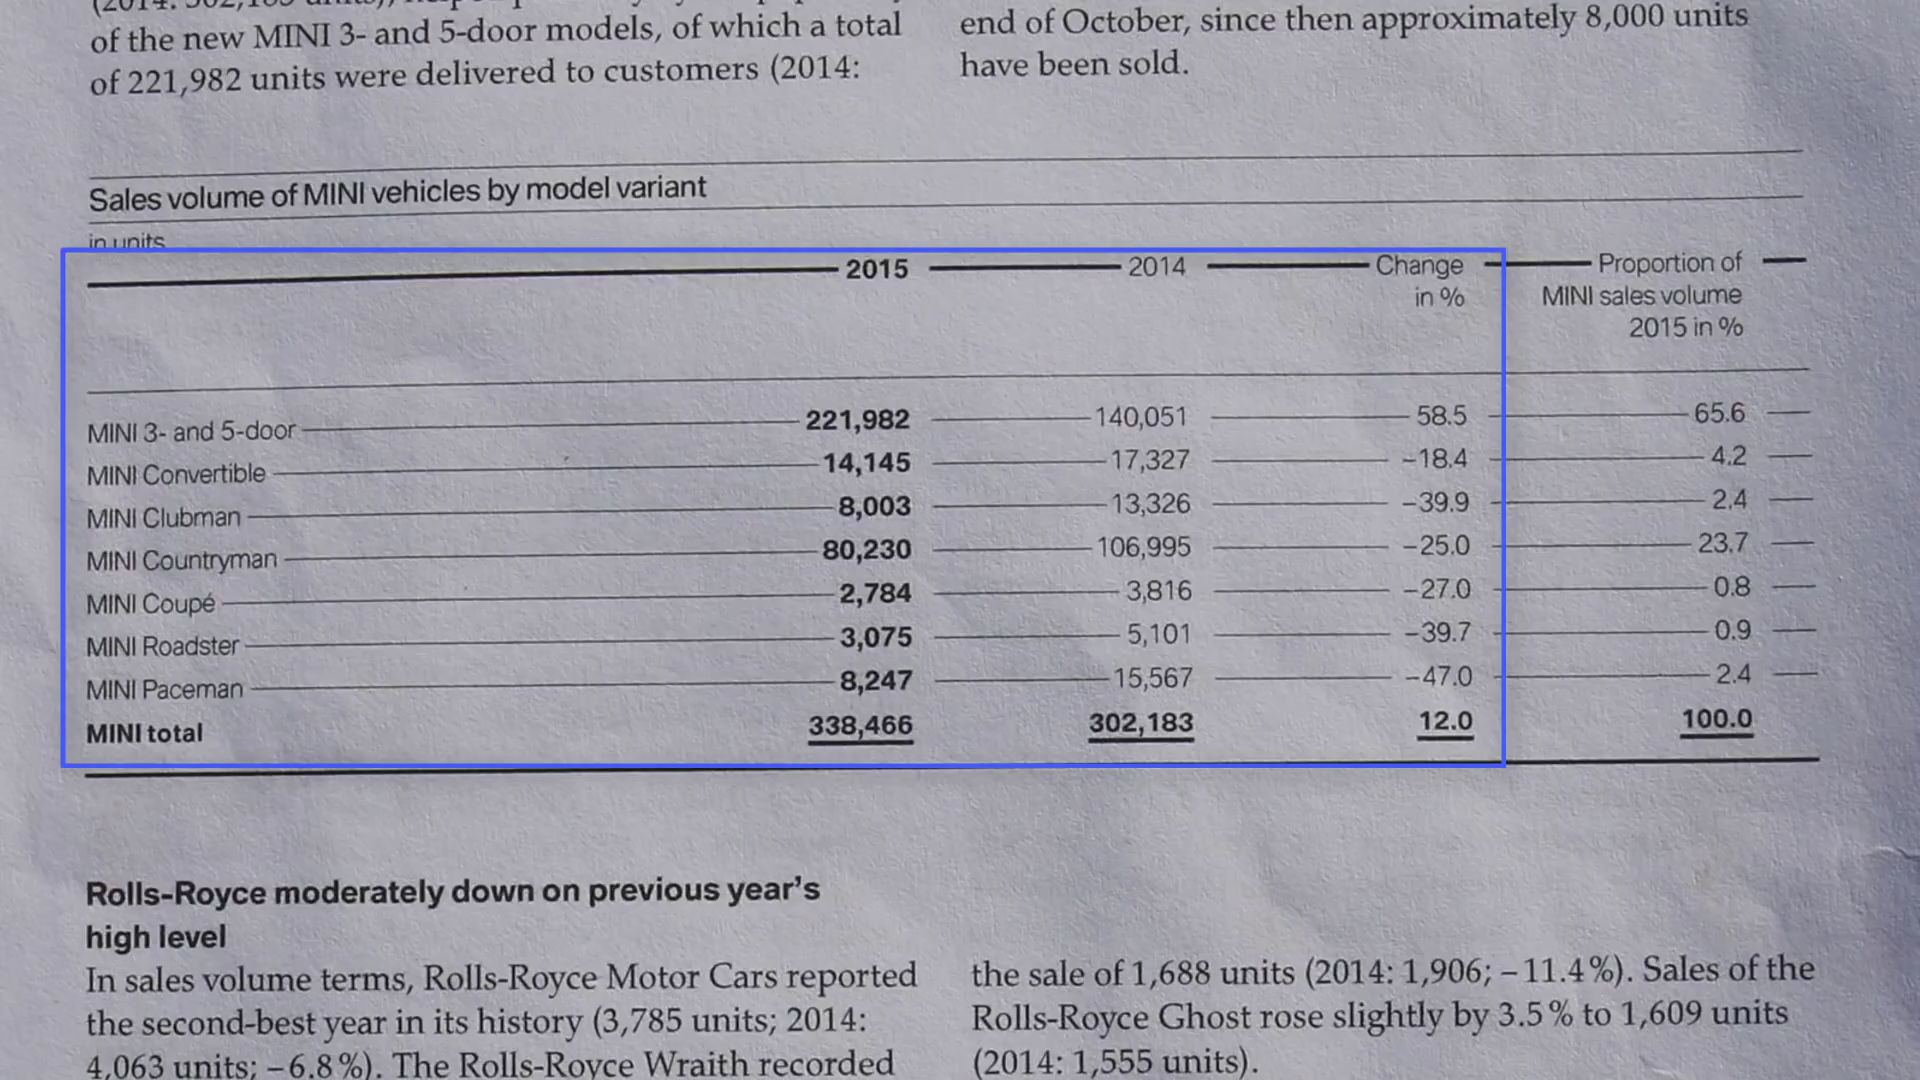 of the new MINI 3- and 5-door models, of which a total
of 221,982 units were delivered to customers (2014:
end of October, since then approximately 8,000 units
have been sold.
Sales volume of MINI vehicles by model variant
in units
2015 2014 Change Proportion of
in % MINI sales volume
2015 in %
MINI 3- and 5-door 221,982 140,051 58.5 65.6
MINI Convertible 14,145 17,327 –18.4 4.2
MINI Clubman 8,003 13,326 –39.9 2.4
MINI Countryman 80,230 106,995 –25.0 23.7
MINI Coupé 2,784 3,816 –27.0 0.8
MINI Roadster 3,075 5,101 –39.7 0.9
MINI Paceman 8,247 15,567 –47.0 2.4
MINI total 338,466 302,183 12.0 100.0
Rolls-Royce moderately down on previous year's
high level
In sales volume terms, Rolls-Royce Motor Cars reported
the second-best year in its history (3,785 units; 2014:
4,063 units; –6.8%). The Rolls-Royce Wraith recorded
the sale of 1,688 units (2014: 1,906; –11.4%). Sales of the
Rolls-Royce Ghost rose slightly by 3.5% to 1,609 units
(2014: 1,555 units).